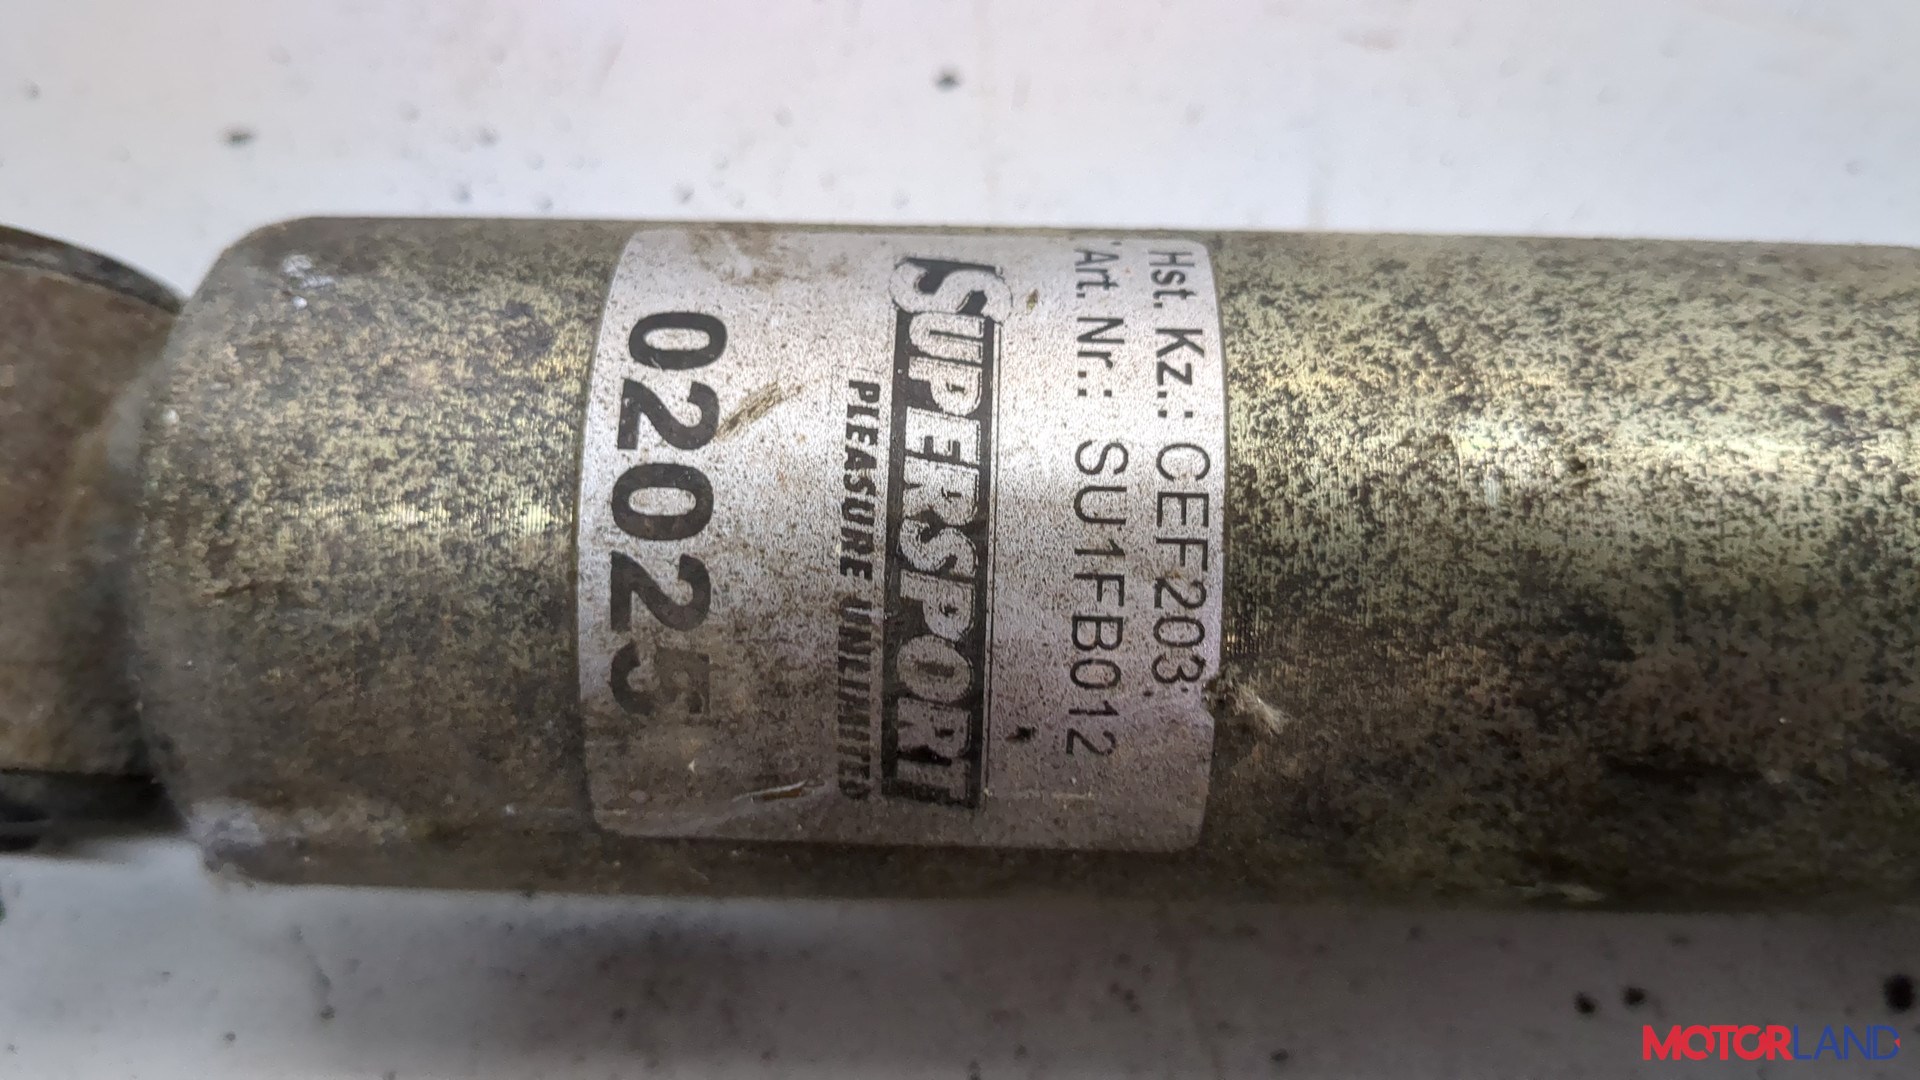 Hst. Kz.: CEF203
Art. Nr.: SU1FB012
SUPERSPORT
PLEASURE UNLIMITED
02025
MOTORLAND